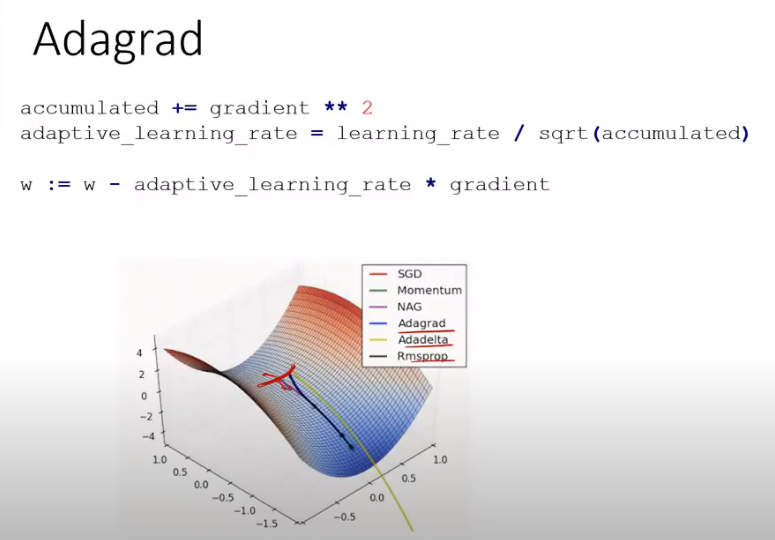 Adagrad
accumulated += gradient ** 2
adaptive_learning_rate = learning_rate / sqrt(accumulated)
w := w - adaptive_learning_rate * gradient
SGD
Momentum
NAG
Adagrad
Adadelta
Rmsprop
4
2
0
−2
−4
1.0
0.5
0.0
−0.5
−1.0
−1.5
−0.5
0.0
0.5
1.0